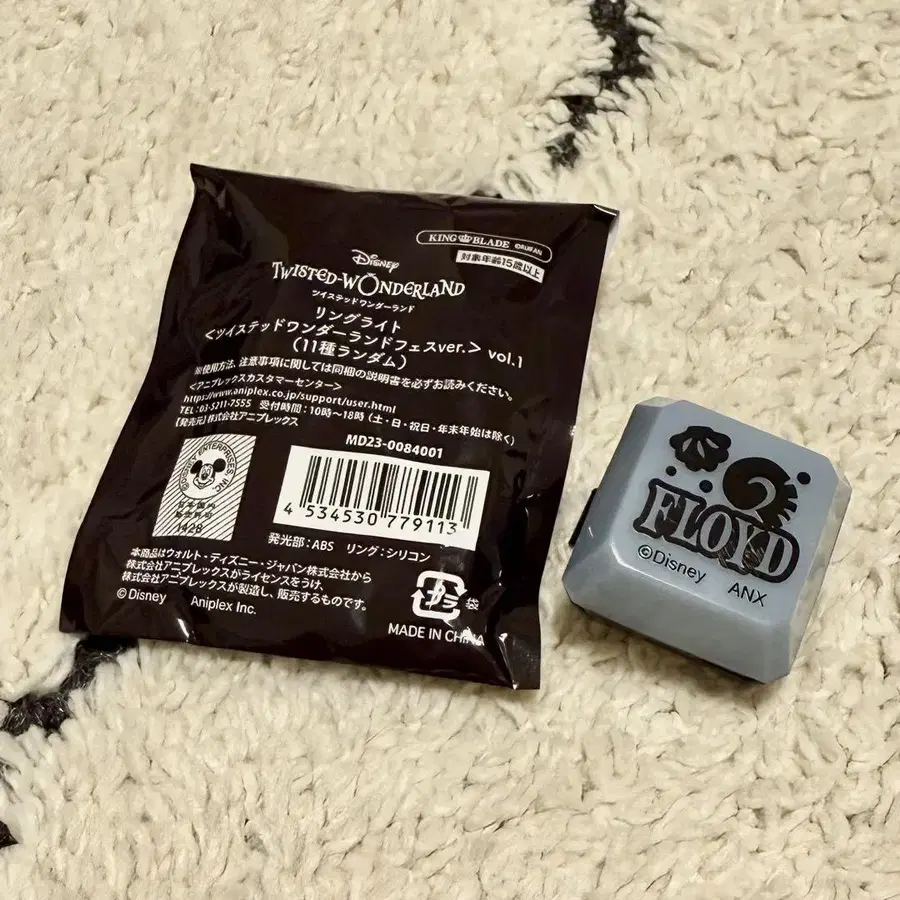 KING BLADE ©RUIFAN
対象年齢15歳以上
Disney
TWISTED-WONDERLAND
ツイステッドワンダーランド
リングライト
<ツイステッドワンダーランドフェスver.> vol.1
(11種ランダム)
※使用方法、注意事項に関しては同梱の説明書を必ずお読みください。
<アニプレックスカスタマーセンター>
https://www.aniplex.co.jp/support/user.html
TEL:03-5211-7555 受付時間:10時〜18時(土・日・祝日・年末年始は除く)
【発売元】株式会社アニプレックス
MD23-0084001
©DISNEY ENTERPRISES, INC.
日本国内
1428
4 534530 779113
発光部:ABS リング:シリコン
本商品はウォルト・ディズニー・ジャパン株式会社から
株式会社アニプレックスがライセンスをうけ、
株式会社アニプレックスが製造し、販売するものです。
©Disney Aniplex Inc.
プラ
袋
MADE IN CHINA
FLOYD
©Disney ANX